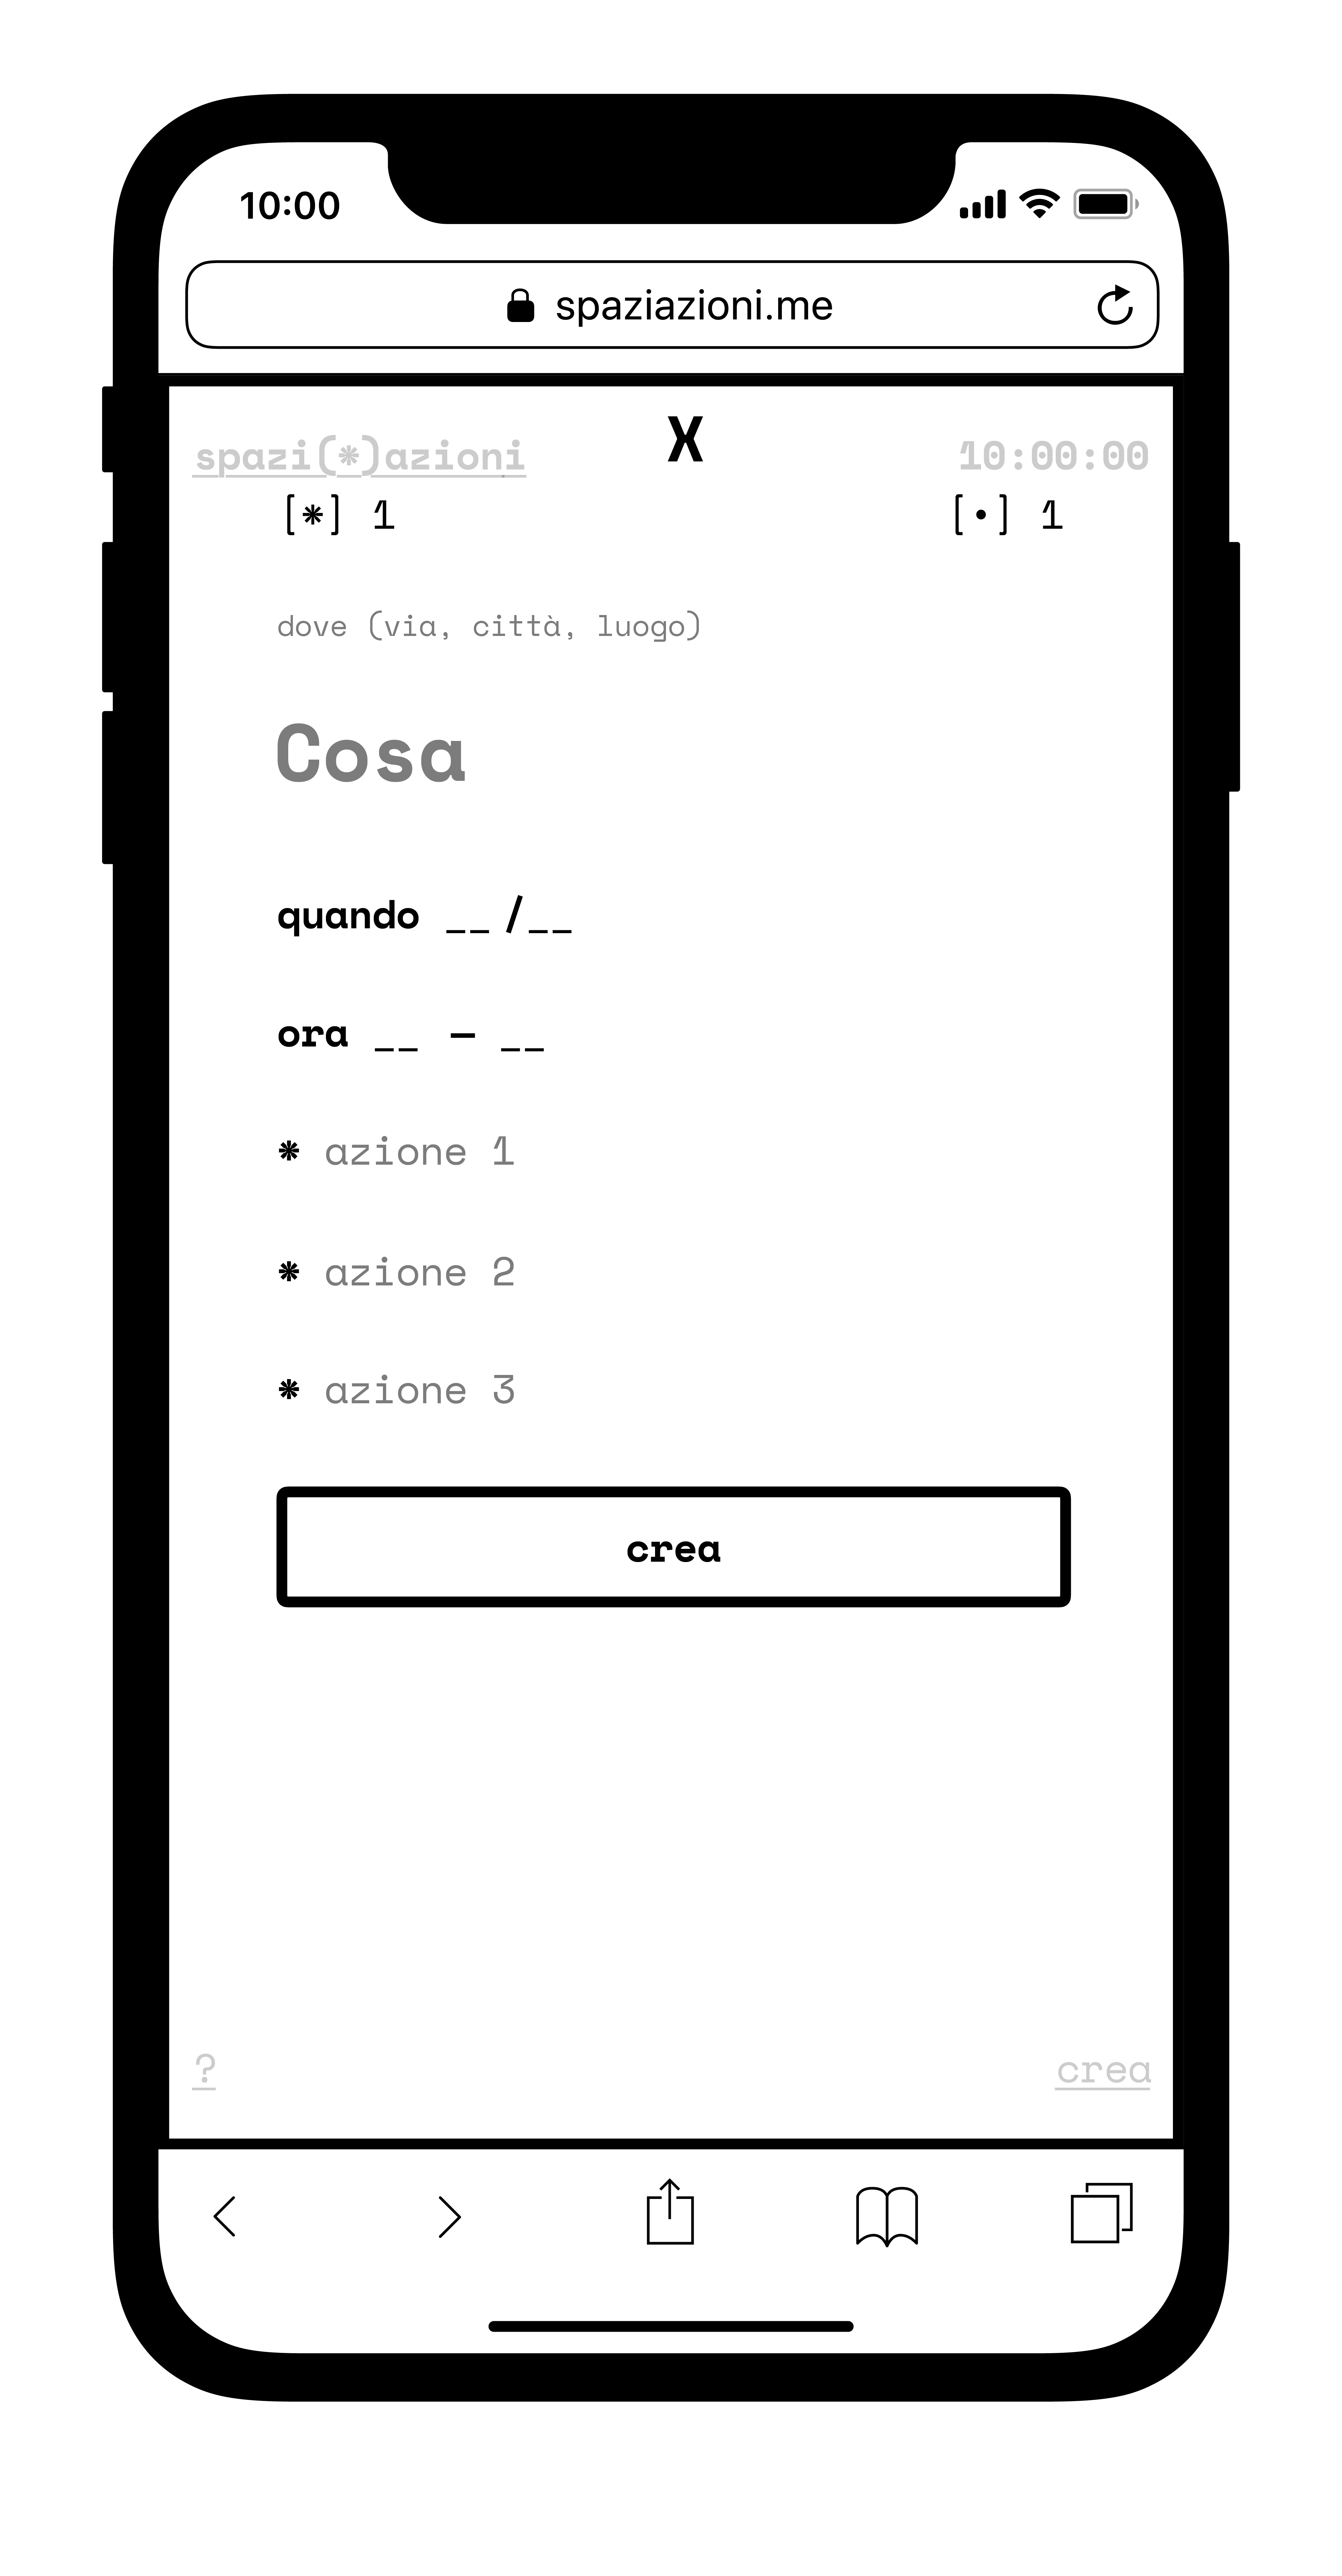 10:00
spaziazioni.me
spazi(*)azioni X 10:00:00
[*] 1 [•] 1
dove (via, città, luogo)
Cosa
quando __ /__
ora __ – __
* azione 1
* azione 2
* azione 3
crea
? crea